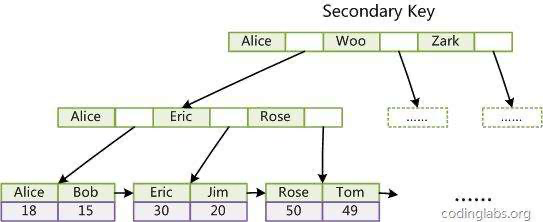 Secondary Key
Alice Woo Zark
Alice Eric Rose
...... ......
Alice Bob Eric Jim Rose Tom
18 15 30 20 50 49
......
codinglabs.org